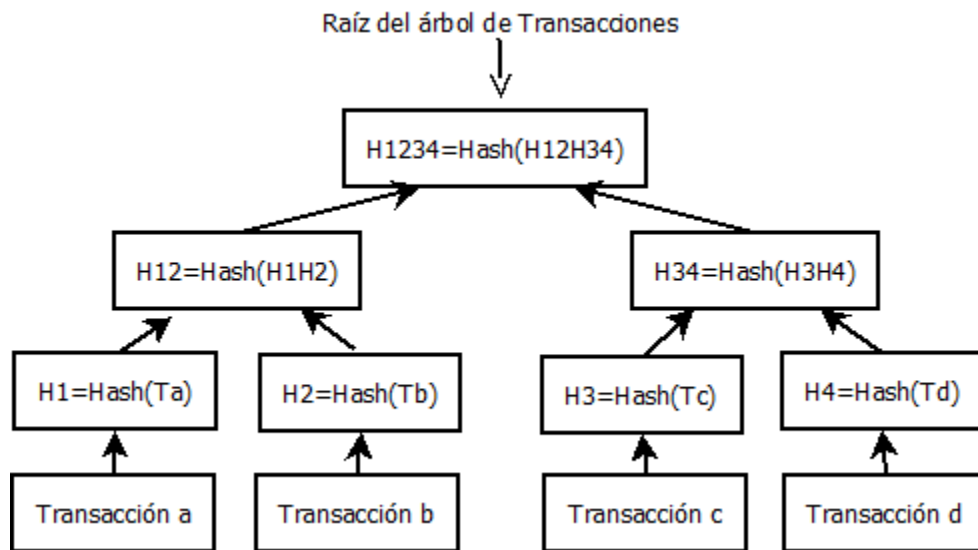 Raíz del árbol de Transacciones
H1234=Hash(H12H34)
H12=Hash(H1H2)
H34=Hash(H3H4)
H1=Hash(Ta)
H2=Hash(Tb)
H3=Hash(Tc)
H4=Hash(Td)
Transacción a
Transacción b
Transacción c
Transacción d